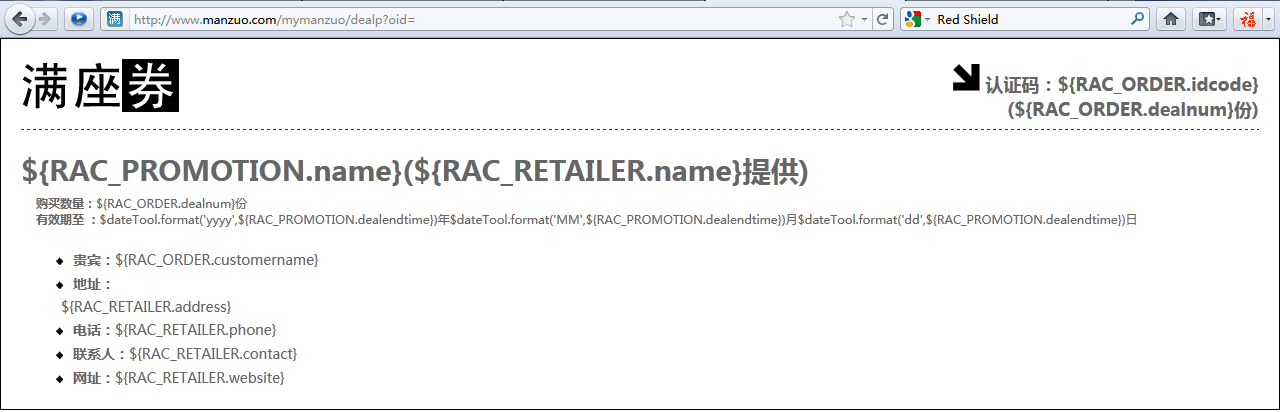 满
http://www.manzuo.com/mymanzuo/dealp?oid=
Red Shield
福
满座券
认证码：${RAC_ORDER.idcode}
(${RAC_ORDER.dealnum}份)
${RAC_PROMOTION.name}(${RAC_RETAILER.name}提供)
购买数量：${RAC_ORDER.dealnum}份
有效期至 ：$dateTool.format('yyyy',${RAC_PROMOTION.dealendtime})年$dateTool.format('MM',${RAC_PROMOTION.dealendtime})月$dateTool.format('dd',${RAC_PROMOTION.dealendtime})日
贵宾：${RAC_ORDER.customername}
地址：
${RAC_RETAILER.address}
电话：${RAC_RETAILER.phone}
联系人：${RAC_RETAILER.contact}
网址：${RAC_RETAILER.website}